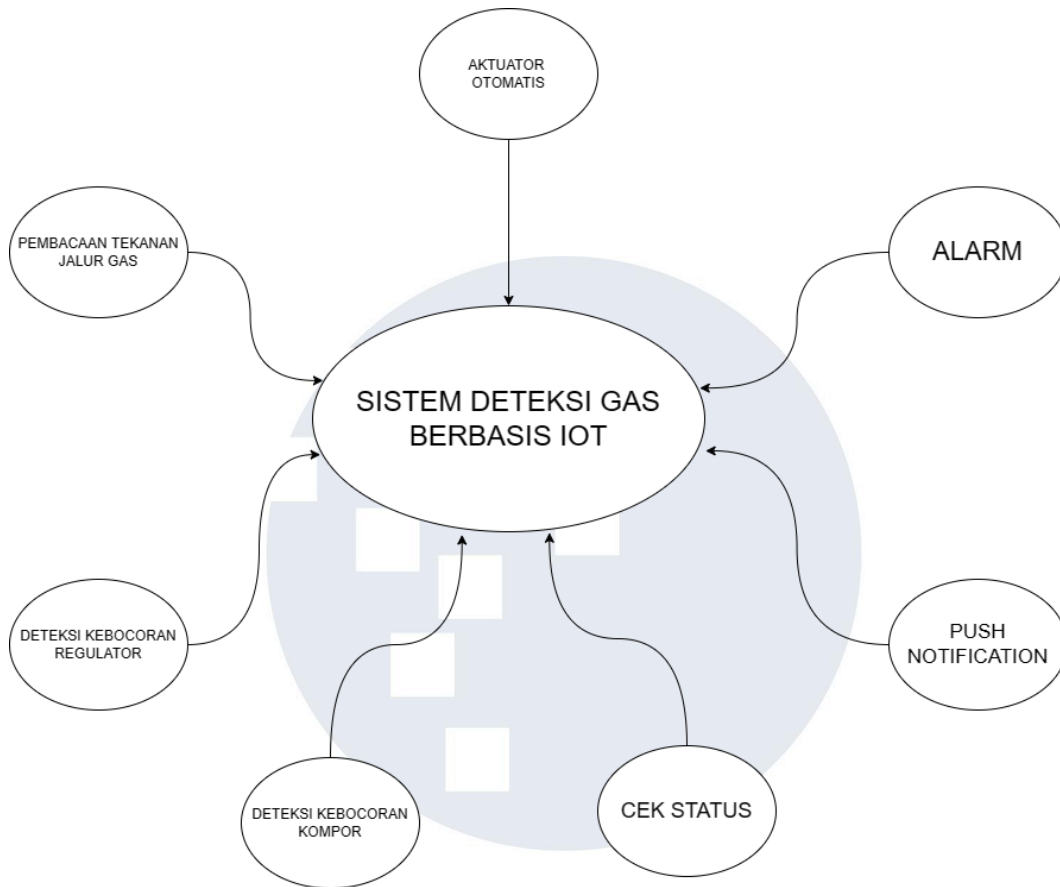 AKTUATOR
OTOMATIS
PEMBACAAN TEKANAN
JALUR GAS
ALARM
SISTEM DETEKSI GAS
BERBASIS IOT
DETEKSI KEBOCORAN
REGULATOR
PUSH
NOTIFICATION
DETEKSI KEBOCORAN
KOMPOR
CEK STATUS